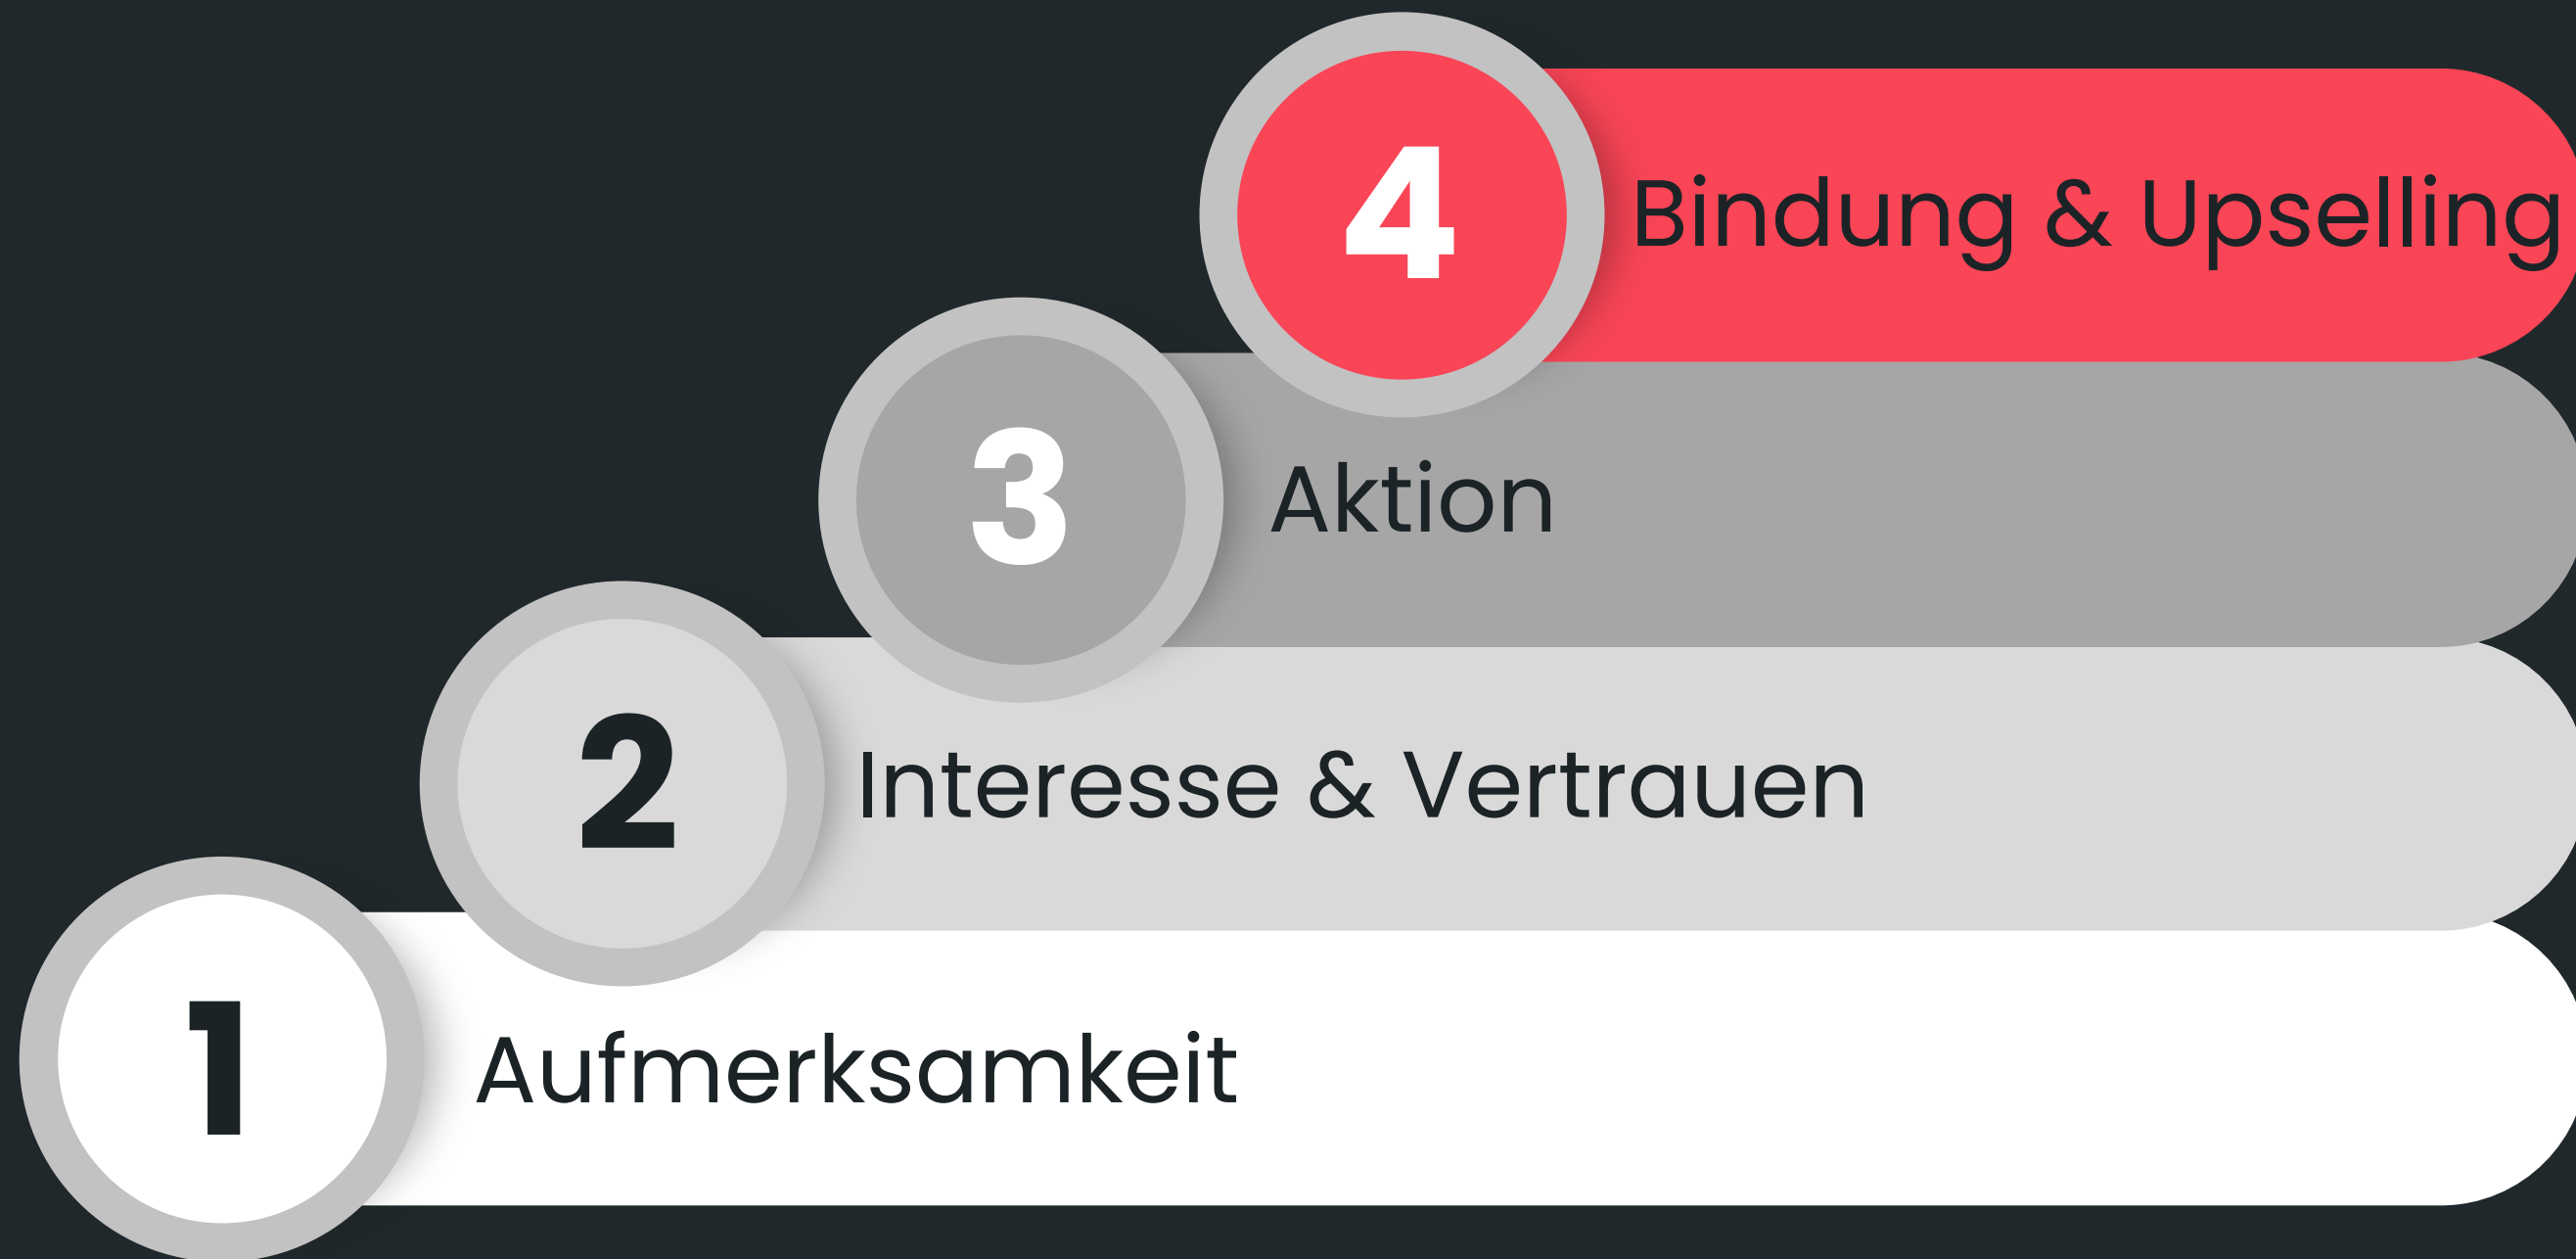 4 Bindung & Upselling
3 Aktion
2 Interesse & Vertrauen
1 Aufmerksamkeit